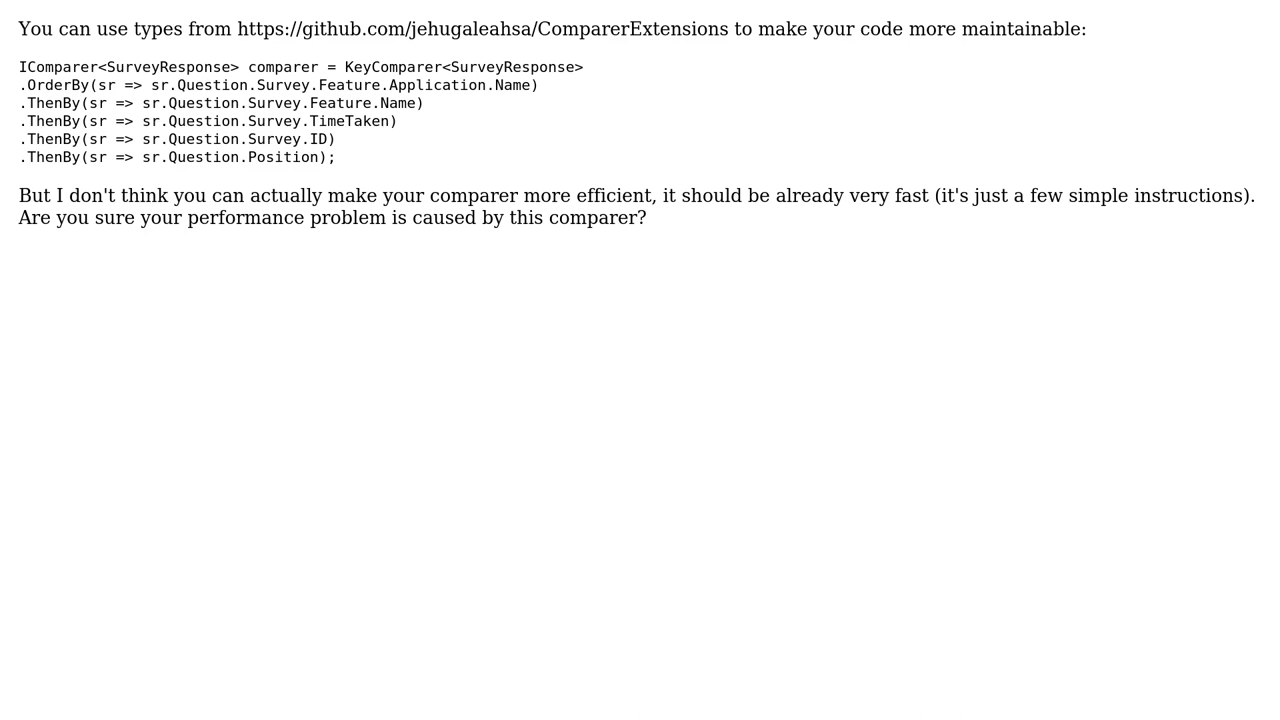 You can use types from https://github.com/jehugaleahsa/ComparerExtensions to make your code more maintainable:
IComparer<SurveyResponse> comparer = KeyComparer<SurveyResponse>
.OrderBy(sr => sr.Question.Survey.Feature.Application.Name)
.ThenBy(sr => sr.Question.Survey.Feature.Name)
.ThenBy(sr => sr.Question.Survey.TimeTaken)
.ThenBy(sr => sr.Question.Survey.ID)
.ThenBy(sr => sr.Question.Position);
But I don't think you can actually make your comparer more efficient, it should be already very fast (it's just a few simple instructions).
Are you sure your performance problem is caused by this comparer?